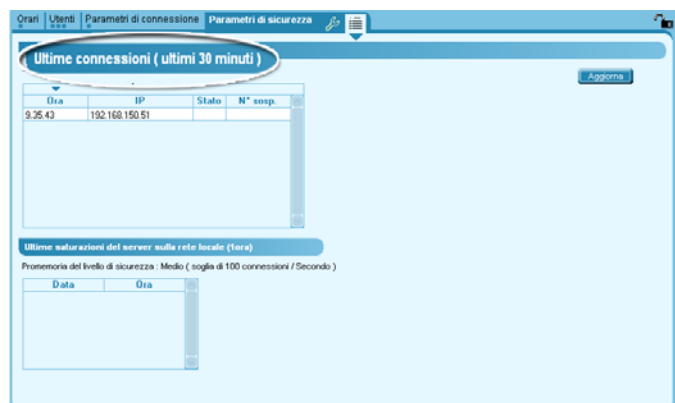 Orari Utenti Parametri di connessione Parametri di sicurezza
Ultime connessioni ( ultimi 30 minuti )
Aggiorna
Ora IP Stato N° sosp.
9.35.43 192.168.150.51
Ultime saturazioni del server sulla rete locale (1ora)
Promemoria del livello di sicurezza : Medio ( soglia di 100 connessioni / Secondo )
Data Ora